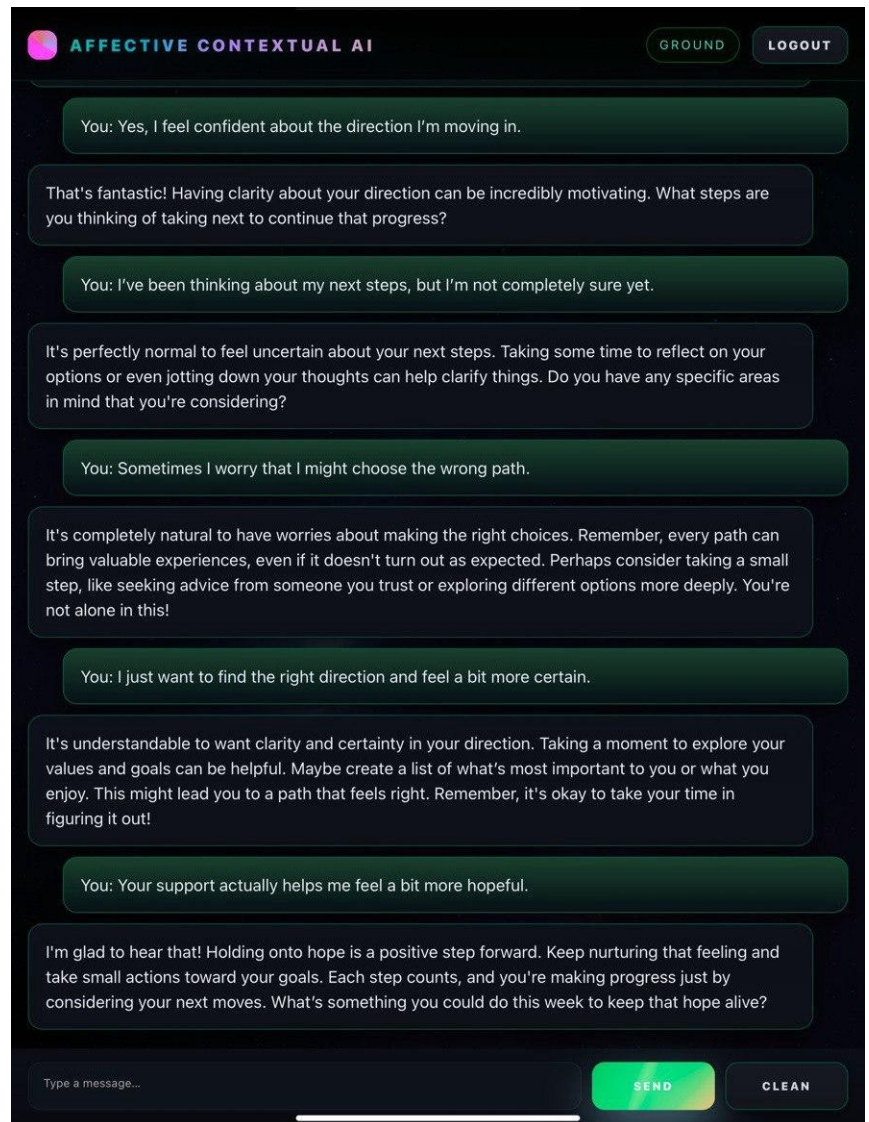 AFFECTIVE CONTEXTUAL AI
GROUND
LOGOUT
You: Yes, I feel confident about the direction I’m moving in.
That's fantastic! Having clarity about your direction can be incredibly motivating. What steps are
you thinking of taking next to continue that progress?
You: I’ve been thinking about my next steps, but I’m not completely sure yet.
It's perfectly normal to feel uncertain about your next steps. Taking some time to reflect on your
options or even jotting down your thoughts can help clarify things. Do you have any specific areas
in mind that you're considering?
You: Sometimes I worry that I might choose the wrong path.
It's completely natural to have worries about making the right choices. Remember, every path can
bring valuable experiences, even if it doesn't turn out as expected. Perhaps consider taking a small
step, like seeking advice from someone you trust or exploring different options more deeply. You're
not alone in this!
You: I just want to find the right direction and feel a bit more certain.
It's understandable to want clarity and certainty in your direction. Taking a moment to explore your
values and goals can be helpful. Maybe create a list of what’s most important to you or what you
enjoy. This might lead you to a path that feels right. Remember, it's okay to take your time in
figuring it out!
You: Your support actually helps me feel a bit more hopeful.
I'm glad to hear that! Holding onto hope is a positive step forward. Keep nurturing that feeling and
take small actions toward your goals. Each step counts, and you're making progress just by
considering your next moves. What’s something you could do this week to keep that hope alive?
Type a message...
SEND
CLEAN